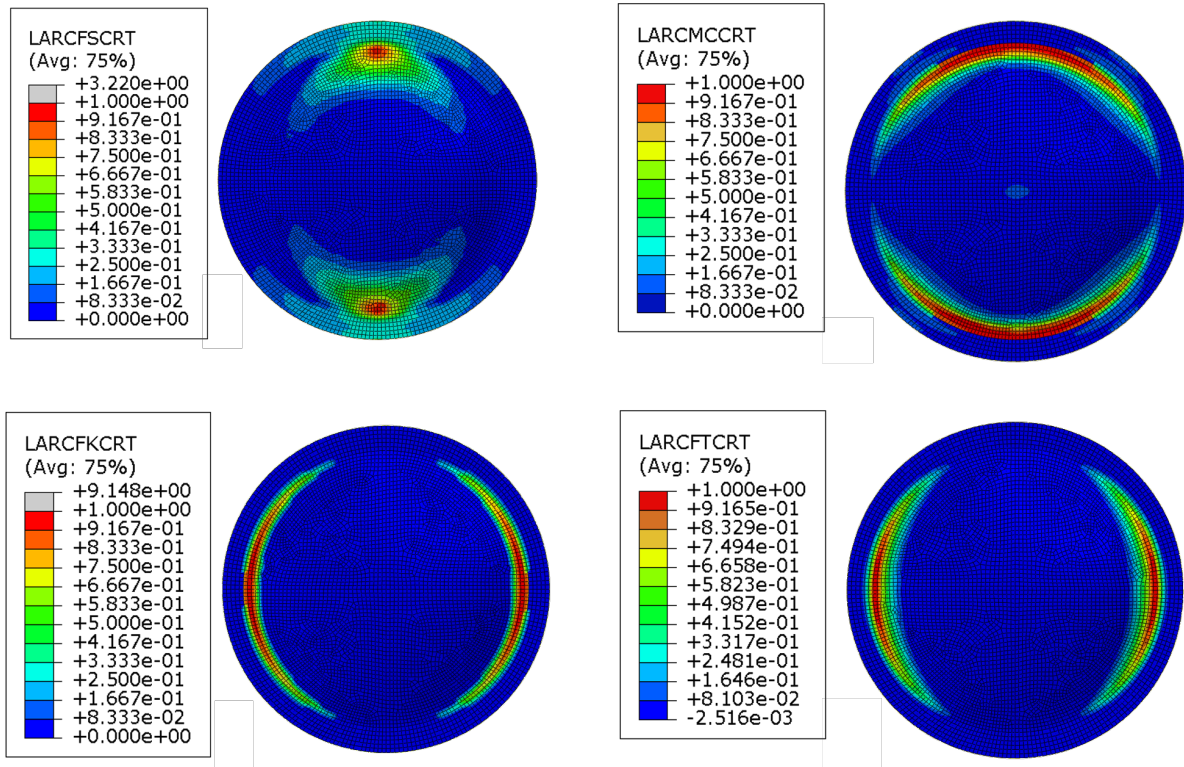 LARCFSCRT
(Avg: 75%)
+3.220e+00
+1.000e+00
+9.167e-01
+8.333e-01
+7.500e-01
+6.667e-01
+5.833e-01
+5.000e-01
+4.167e-01
+3.333e-01
+2.500e-01
+1.667e-01
+8.333e-02
+0.000e+00
LARCMCCRT
(Avg: 75%)
+1.000e+00
+9.167e-01
+8.333e-01
+7.500e-01
+6.667e-01
+5.833e-01
+5.000e-01
+4.167e-01
+3.333e-01
+2.500e-01
+1.667e-01
+8.333e-02
+0.000e+00
LARCFKCRT
(Avg: 75%)
+9.148e+00
+1.000e+00
+9.167e-01
+8.333e-01
+7.500e-01
+6.667e-01
+5.833e-01
+5.000e-01
+4.167e-01
+3.333e-01
+2.500e-01
+1.667e-01
+8.333e-02
+0.000e+00
LARCFTCRT
(Avg: 75%)
+1.000e+00
+9.165e-01
+8.329e-01
+7.494e-01
+6.658e-01
+5.823e-01
+4.987e-01
+4.152e-01
+3.317e-01
+2.481e-01
+1.646e-01
+8.103e-02
-2.516e-03